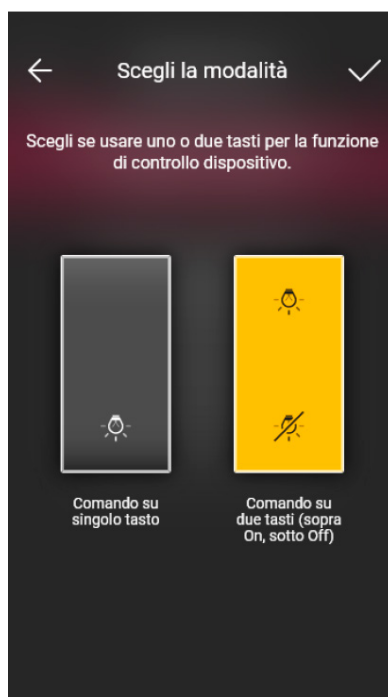 Scegli la modalità
Scegli se usare uno o due tasti per la funzione
di controllo dispositivo.
Comando su
singolo tasto
Comando su
due tasti (sopra
On, sotto Off)